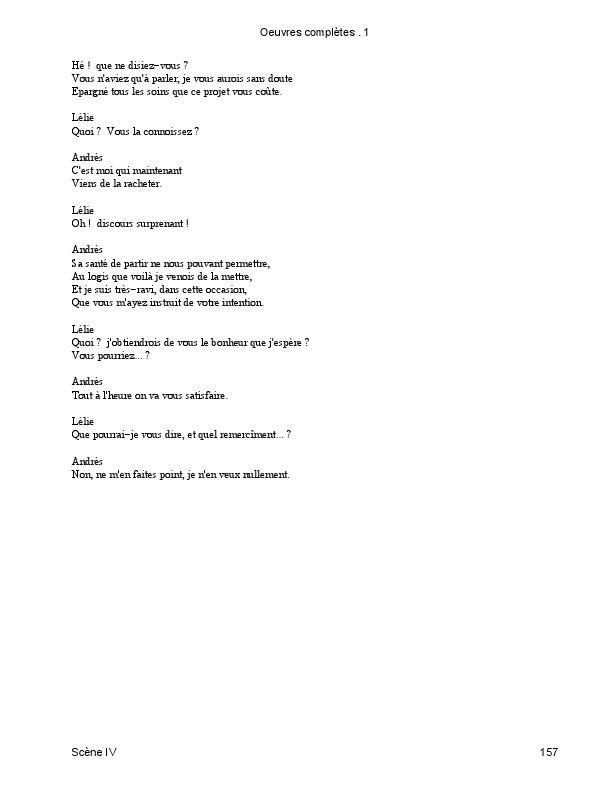 Oeuvres complètes . 1
Hé ! que ne disiez−vous ?
Vous n'aviez qu'à parler, je vous aurois sans doute
Epargné tous les soins que ce projet vous coûte.
Lélie
Quoi ? Vous la connoissez ?
Andrès
C'est moi qui maintenant
Viens de la racheter.
Lélie
Oh ! discours surprenant !
Andrès
Sa santé de partir ne nous pouvant permettre,
Au logis que voilà je venois de la mettre,
Et je suis très−ravi, dans cette occasion,
Que vous m'ayez instruit de votre intention.
Lélie
Quoi ? j'obtiendrois de vous le bonheur que j'espère ?
Vous pourriez... ?
Andrès
Tout à l'heure on va vous satisfaire.
Lélie
Que pourrai−je vous dire, et quel remercîment... ?
Andrès
Non, ne m'en faites point, je n'en veux nullement.
Scène IV
157